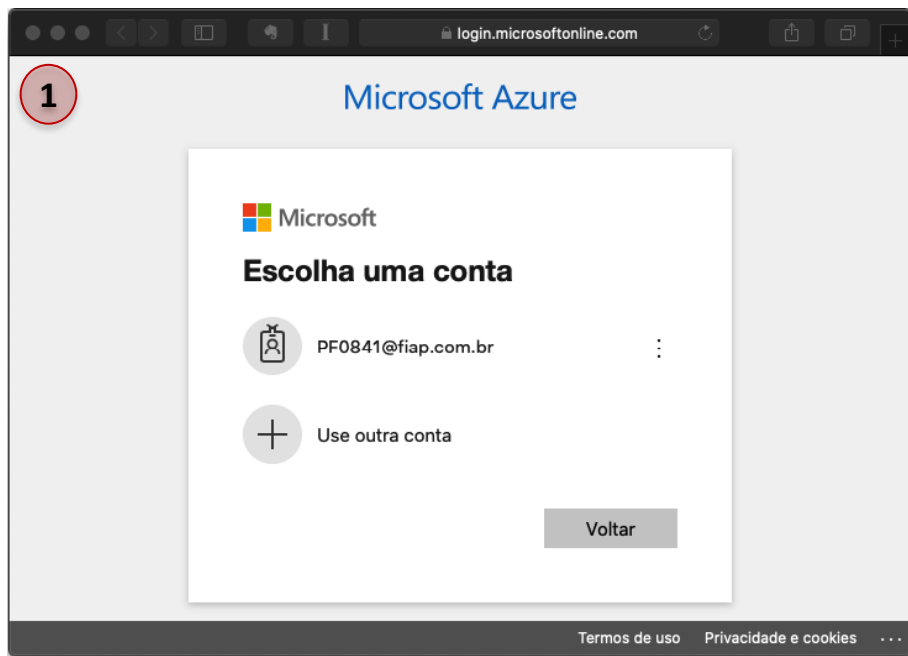 login.microsoftonline.com
1
Microsoft Azure
Microsoft
Escolha uma conta
PF0841@fiap.com.br
Use outra conta
Voltar
Termos de uso Privacidade e cookies ...